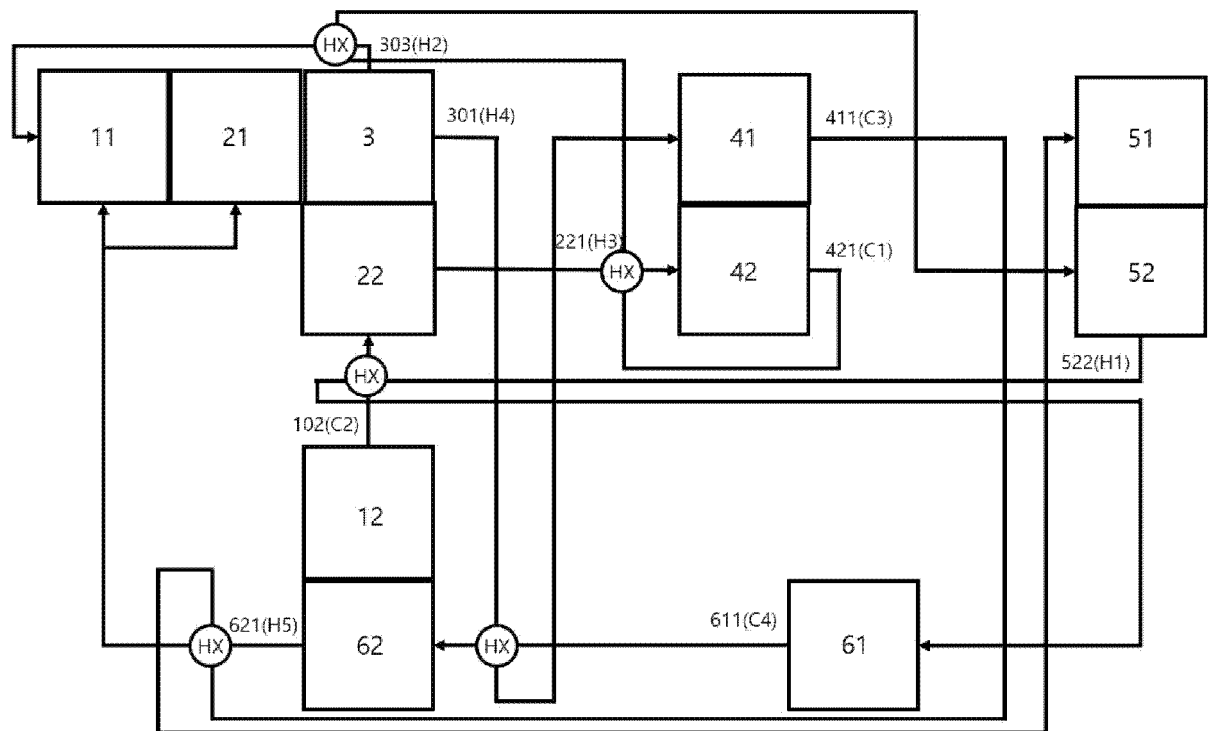 HX
303(H2)
11
21
3
301(H4)
41
411(C3)
51
22
221(H3)
HX
42
421(C1)
52
HX
522(H1)
102(C2)
12
621(H5)
HX
62
HX
611(C4)
61